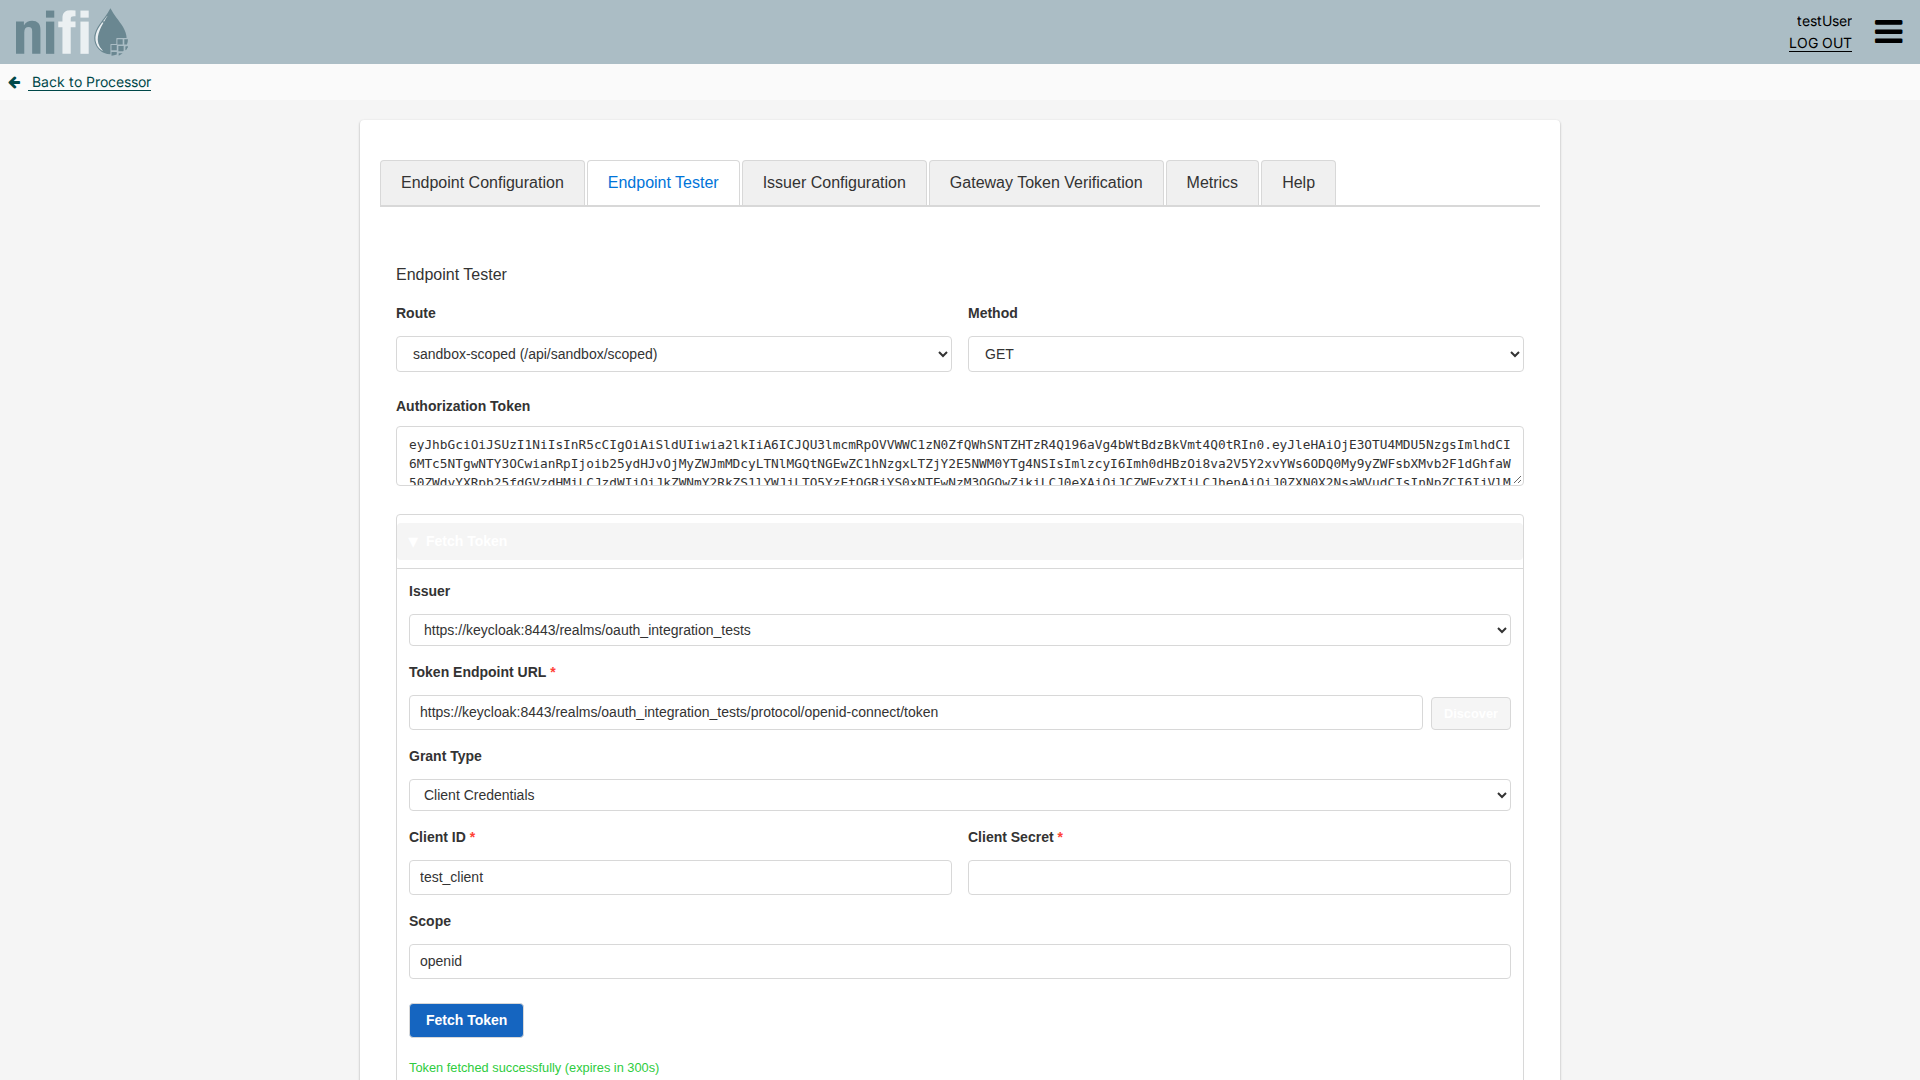 nifi
testUser
LOG OUT
Back to Processor
Endpoint Configuration
Endpoint Tester
Issuer Configuration
Gateway Token Verification
Metrics
Help
Endpoint Tester
Route
Method
sandbox-scoped (/api/sandbox/scoped)
GET
Authorization Token
Fetch Token
Issuer
https://keycloak:8443/realms/oauth_integration_tests
Token Endpoint URL *
https://keycloak:8443/realms/oauth_integration_tests/protocol/openid-connect/token
Discover
Grant Type
Client Credentials
Client ID *
Client Secret *
test_client
Scope
openid
Fetch Token
Token fetched successfully (expires in 300s)